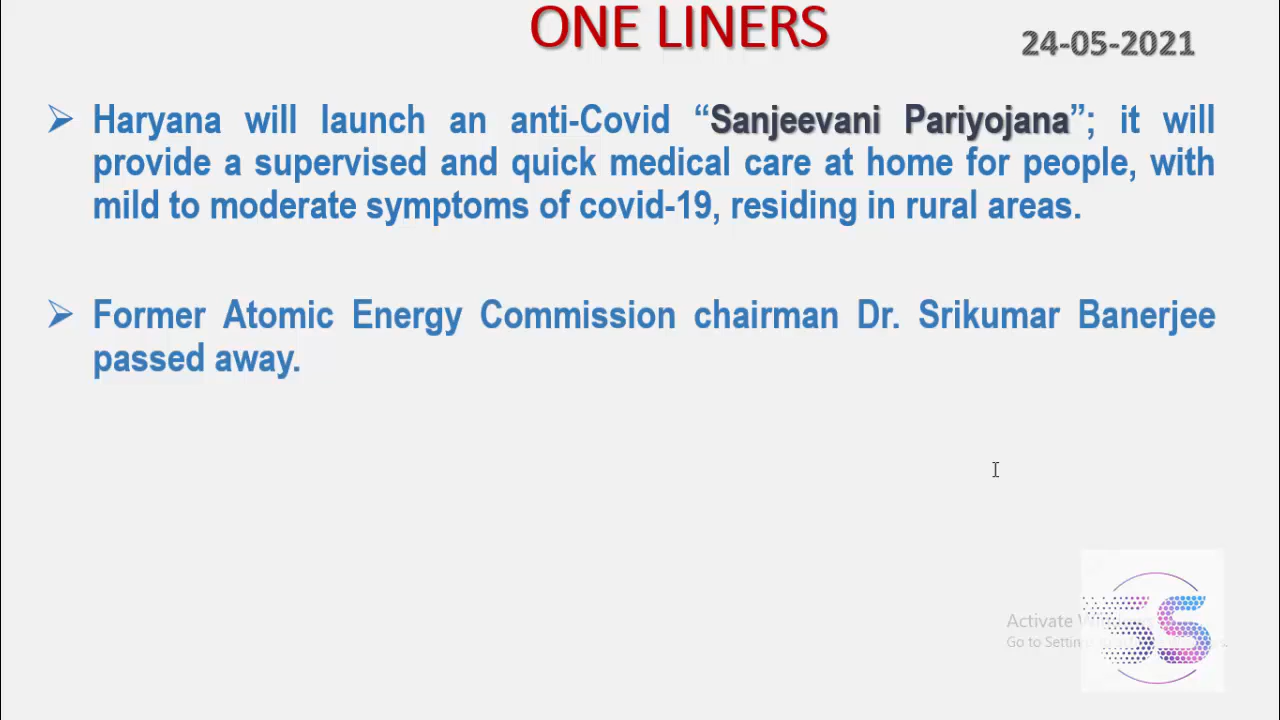 ONE LINERS
24-05-2021
➢ Haryana will launch an anti-Covid “Sanjeevani Pariyojana”; it will
provide a supervised and quick medical care at home for people, with
mild to moderate symptoms of covid-19, residing in rural areas.
➢ Former Atomic Energy Commission chairman Dr. Srikumar Banerjee
passed away.
Activate
Go to
SS